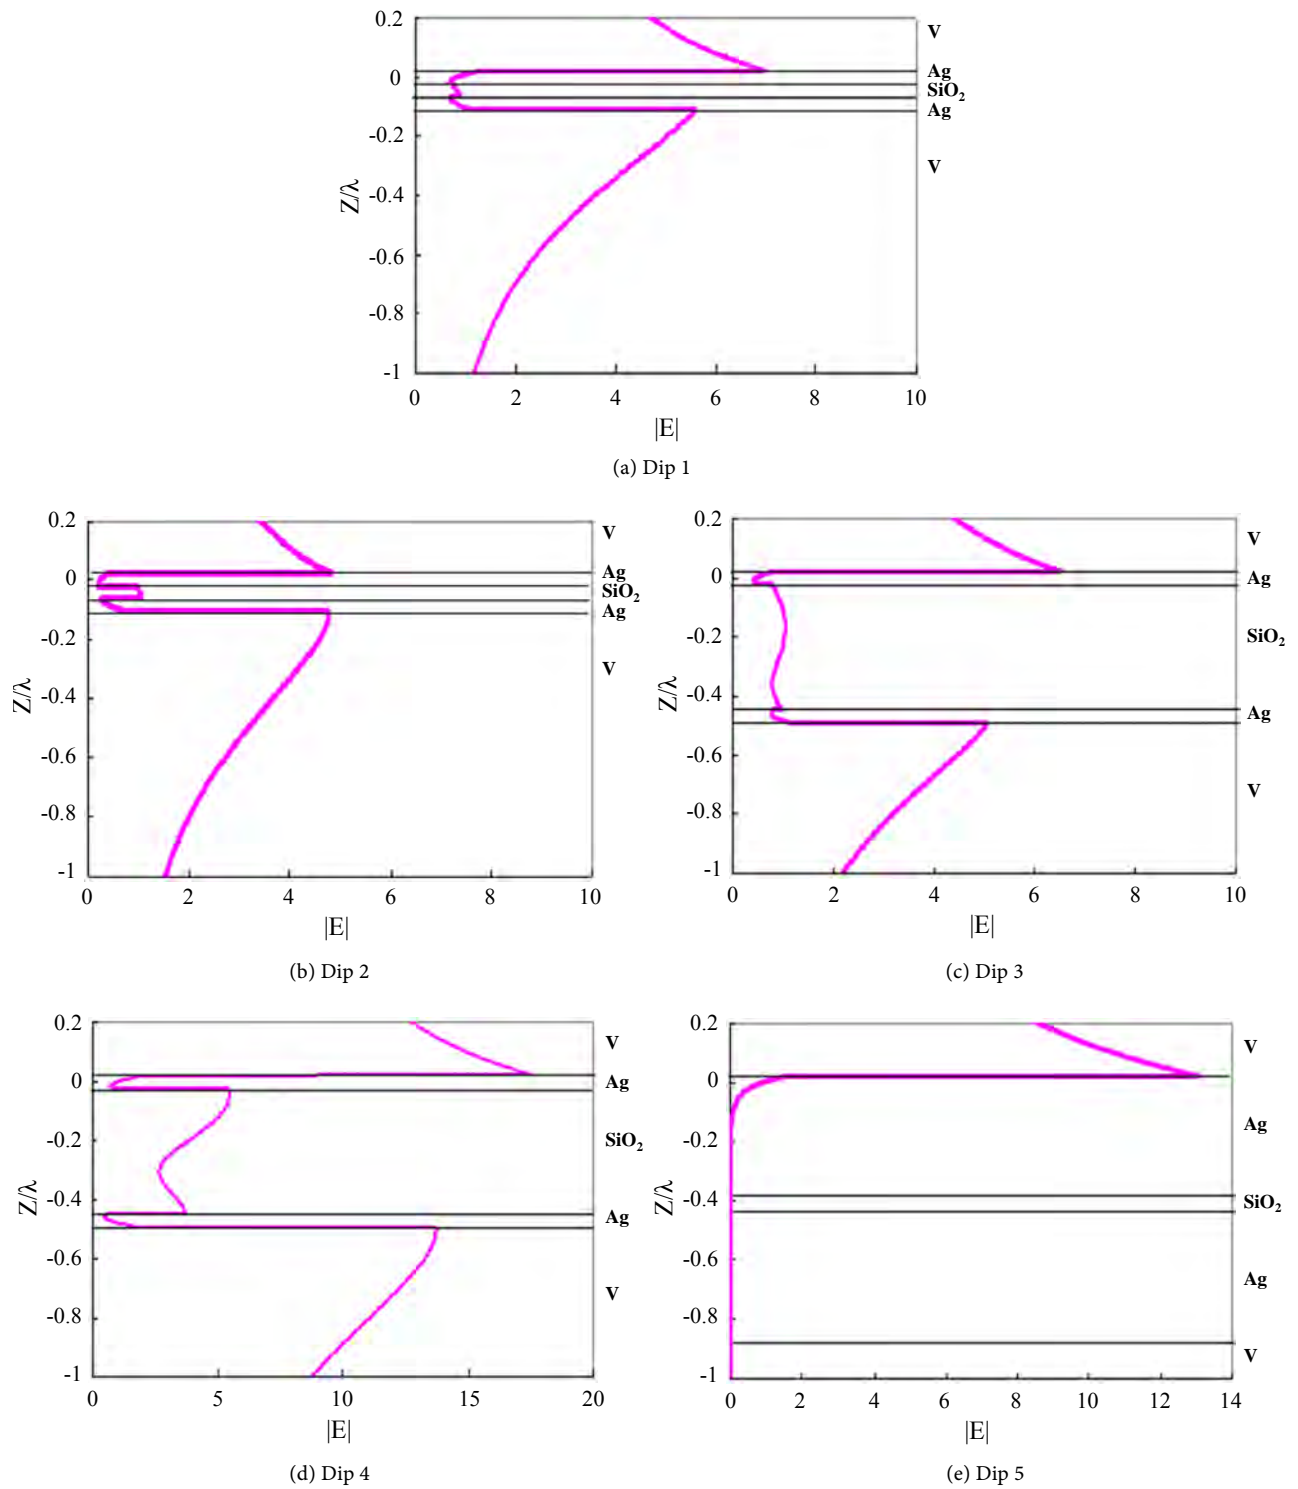 0.2
V
Ag
0
SiO2
Ag
-0.2
V
Z/λ
-0.4
-0.6
-0.8
-1
0 2 4 6 8 10
|E|
(a) Dip 1
0.2
V
Ag
0
SiO2
Ag
-0.2
V
Z/λ
-0.4
-0.6
-0.8
-1
0 2 4 6 8 10
|E|
(b) Dip 2
0.2
V
0
Ag
-0.2
SiO2
Z/λ
-0.4
Ag
-0.6
V
-0.8
-1
0 2 4 6 8 10
|E|
(c) Dip 3
0.2
V
0
Ag
-0.2
SiO2
Z/λ
-0.4
Ag
-0.6
V
-0.8
-1
0 5 10 15 20
|E|
(d) Dip 4
0.2
V
0
Ag
-0.2
Z/λ
-0.4
SiO2
-0.6
Ag
-0.8
V
-1
0 2 4 6 8 10 12 14
|E|
(e) Dip 5